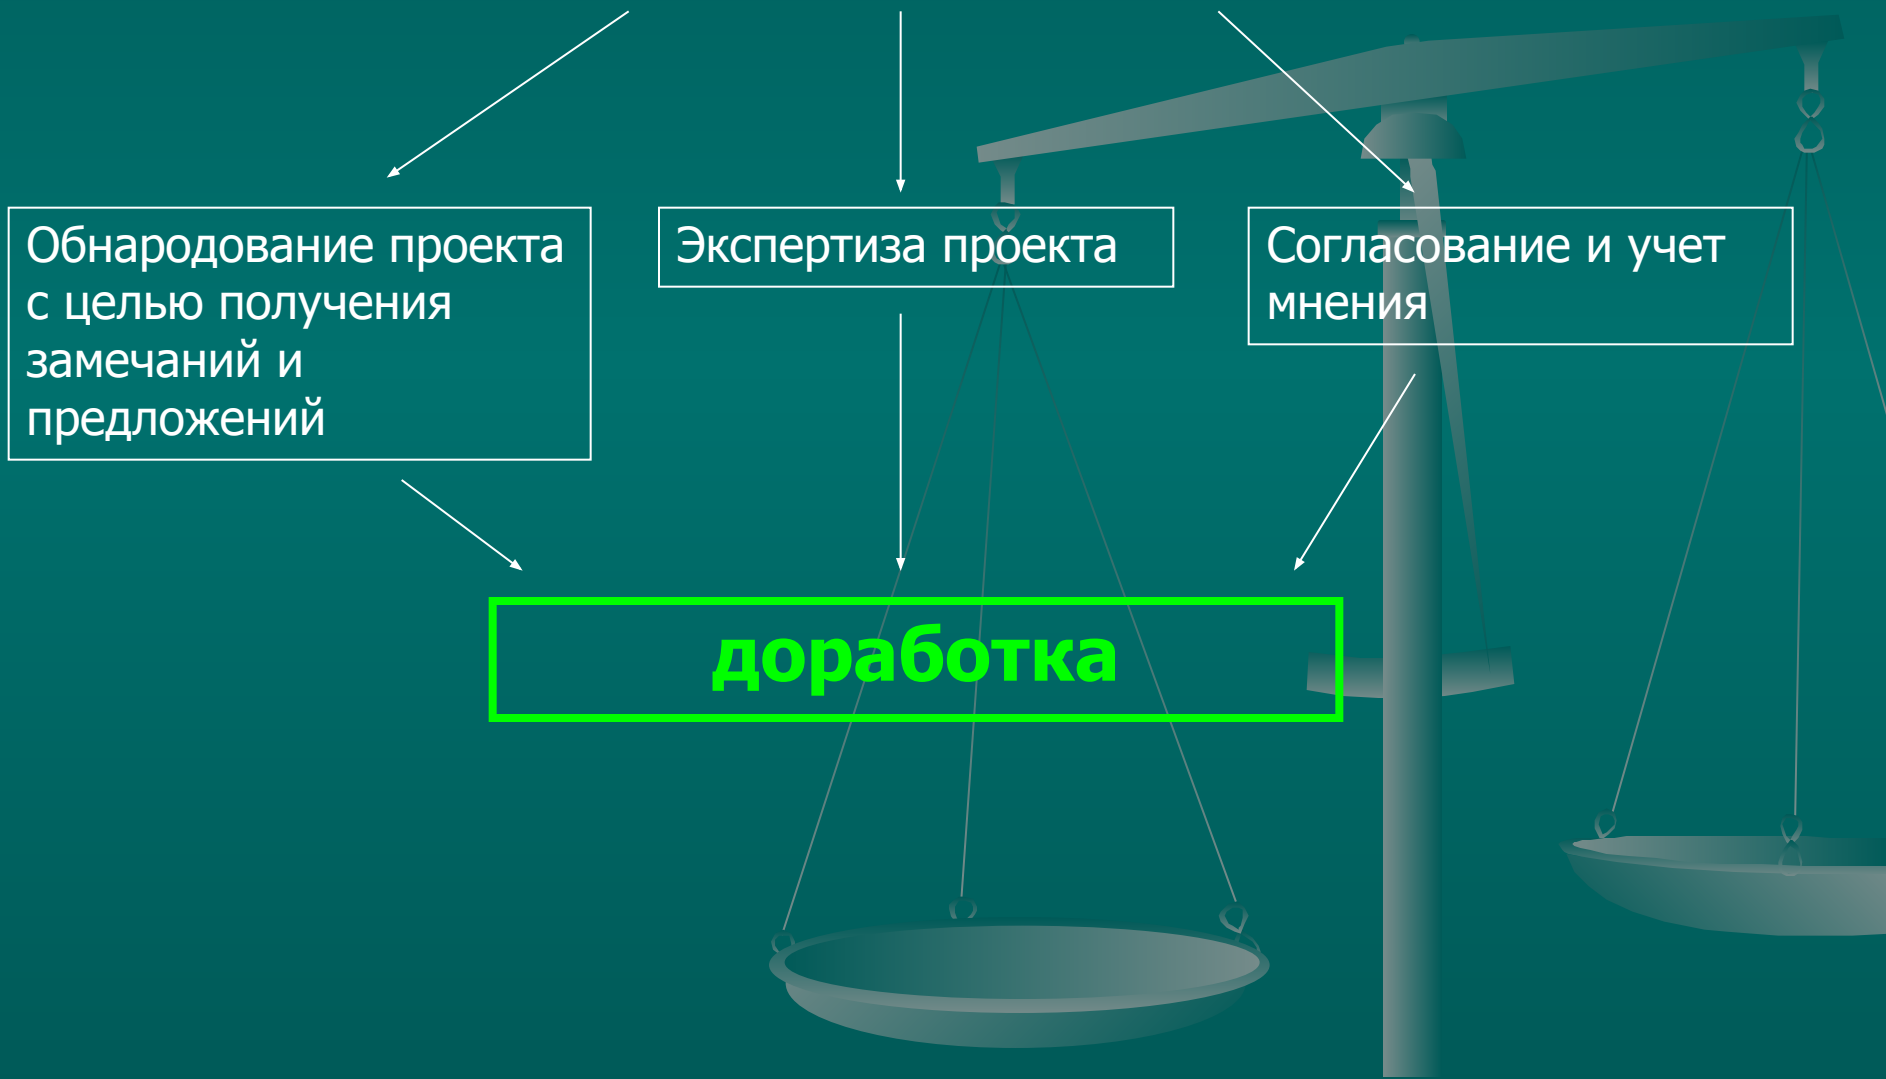 Обнародование проекта
с целью получения
замечаний и
предложений
Экспертиза проекта
Согласование и учет
мнения
доработка